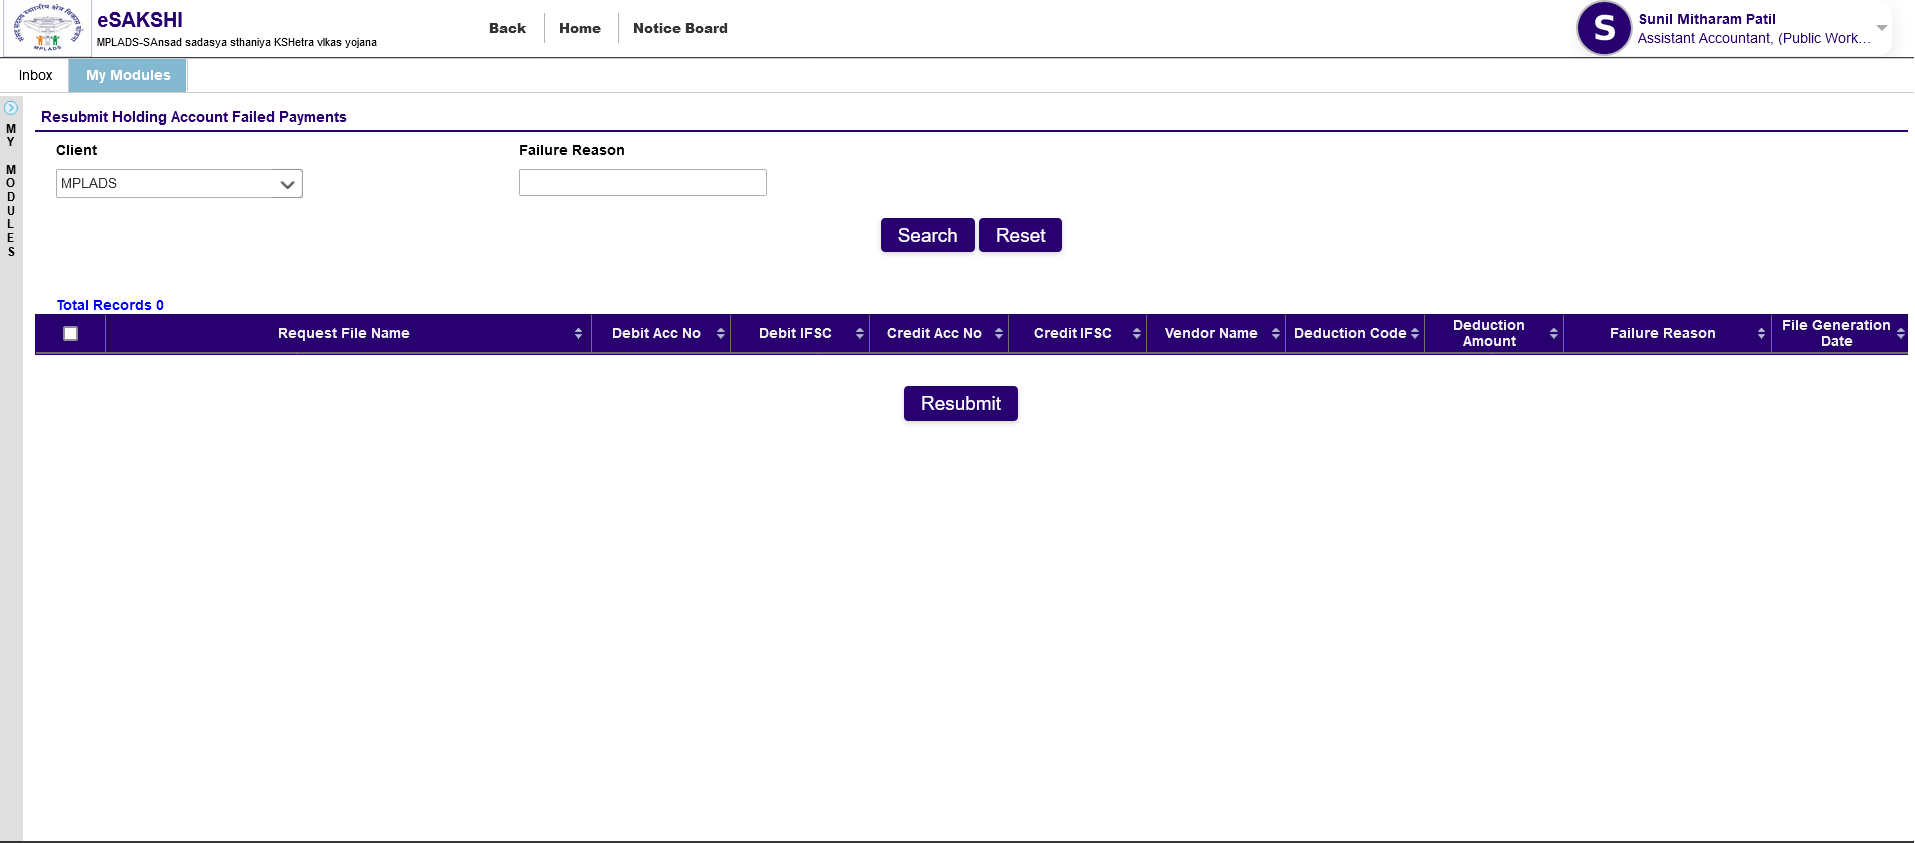 eSAKSHI
MPLADS-SAnsad sadasya sthaniya KSHetra vIkas yojana
MPLADS
Back
Home
Notice Board
S
Sunil Mitharam Patil
Assistant Accountant, (Public Work...
Inbox
My Modules
MY MODULES
Resubmit Holding Account Failed Payments
Client
Failure Reason
MPLADS
Search
Reset
Total Records 0
Request File Name
Debit Acc No
Debit IFSC
Credit Acc No
Credit IFSC
Vendor Name
Deduction Code
Deduction
Amount
Failure Reason
File Generation
Date
Resubmit